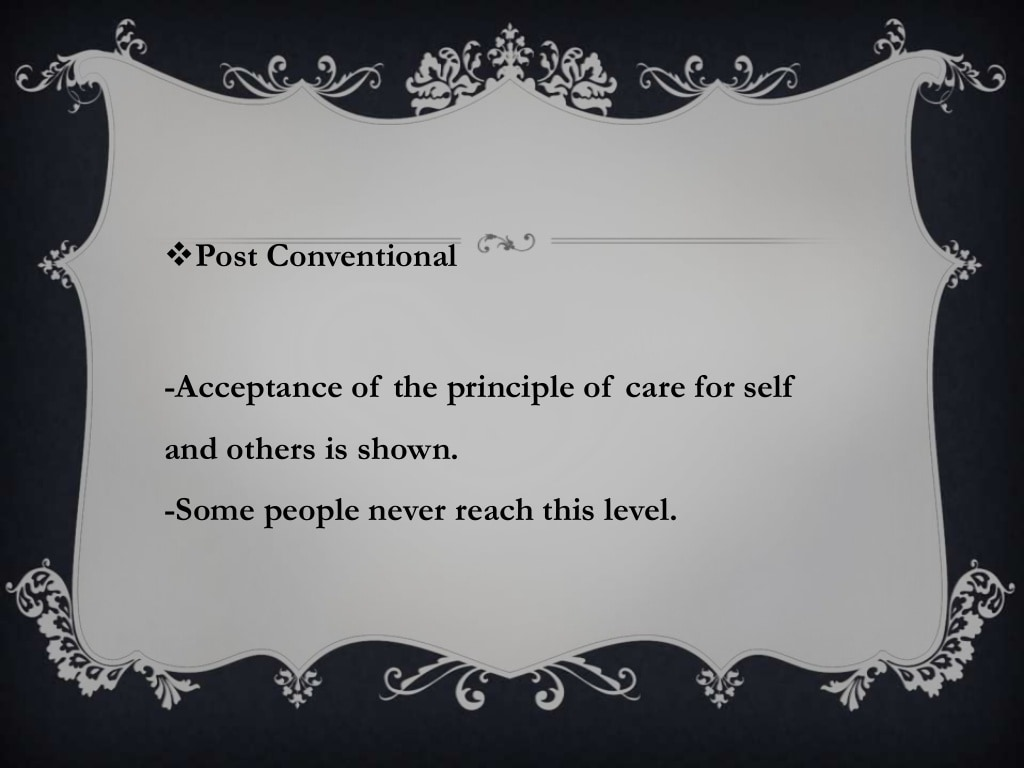 ❖Post Conventional
-Acceptance of the principle of care for self
and others is shown.
-Some people never reach this level.